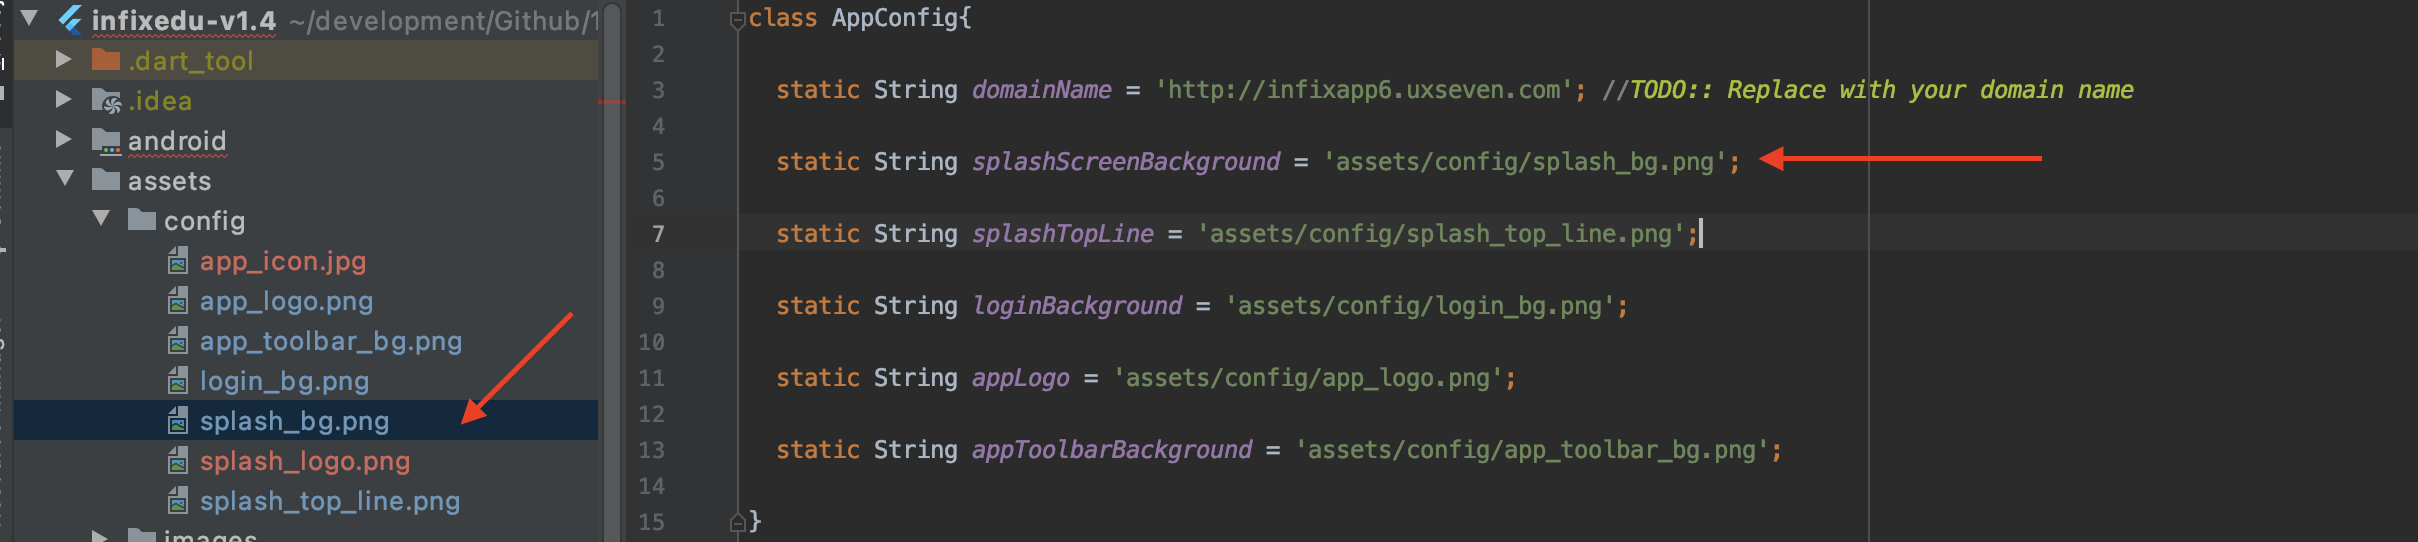 infixedu-v1.4 ~/development/Github/1
.dart_tool
.idea
android
assets
config
app_icon.jpg
app_logo.png
app_toolbar_bg.png
login_bg.png
splash_bg.png
splash_logo.png
splash_top_line.png
images
1 class AppConfig{
2
3 static String domainName = 'http://infixapp6.uxseven.com'; //TODO:: Replace with your domain name
4
5 static String splashScreenBackground = 'assets/config/splash_bg.png';
6
7 static String splashTopLine = 'assets/config/splash_top_line.png';
8
9 static String loginBackground = 'assets/config/login_bg.png';
10
11 static String appLogo = 'assets/config/app_logo.png';
12
13 static String appToolbarBackground = 'assets/config/app_toolbar_bg.png';
14
15 }